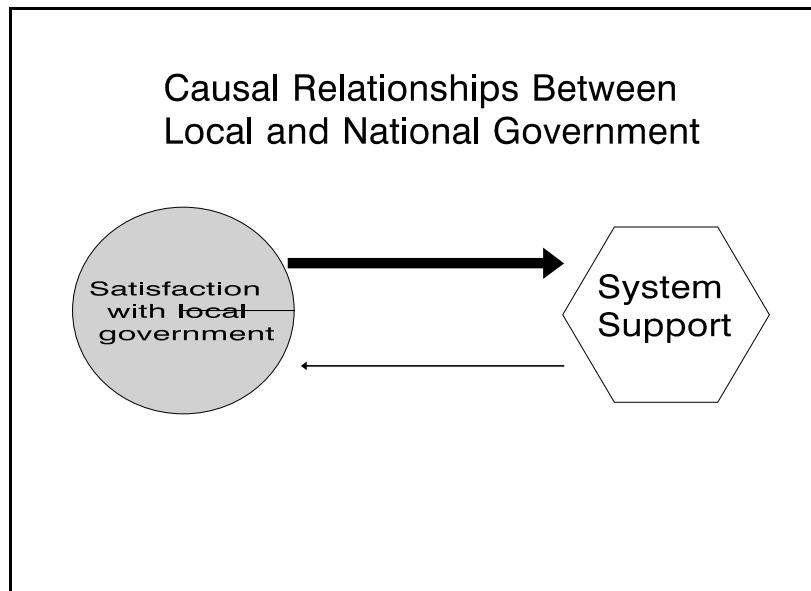 Causal Relationships Between
Local and National Government
Satisfaction
with local
government
System
Support